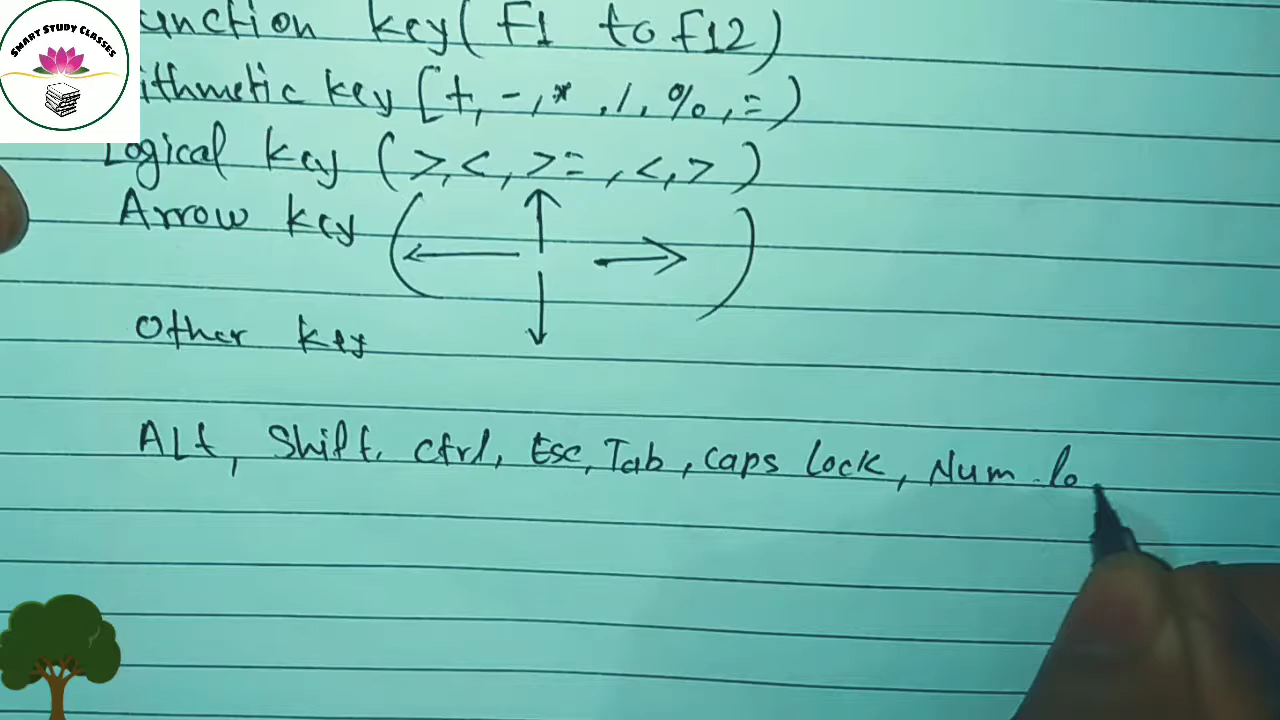 SMART STUDY CLASSES
unction key (F1 to F12)
ithmetic key [+, -, *, /, %, =)
Logical key (>, <, >=, <, >)
Arrow key
Other key
ALt, Shift, Ctrl, Esc, Tab, Caps lock, Num lo